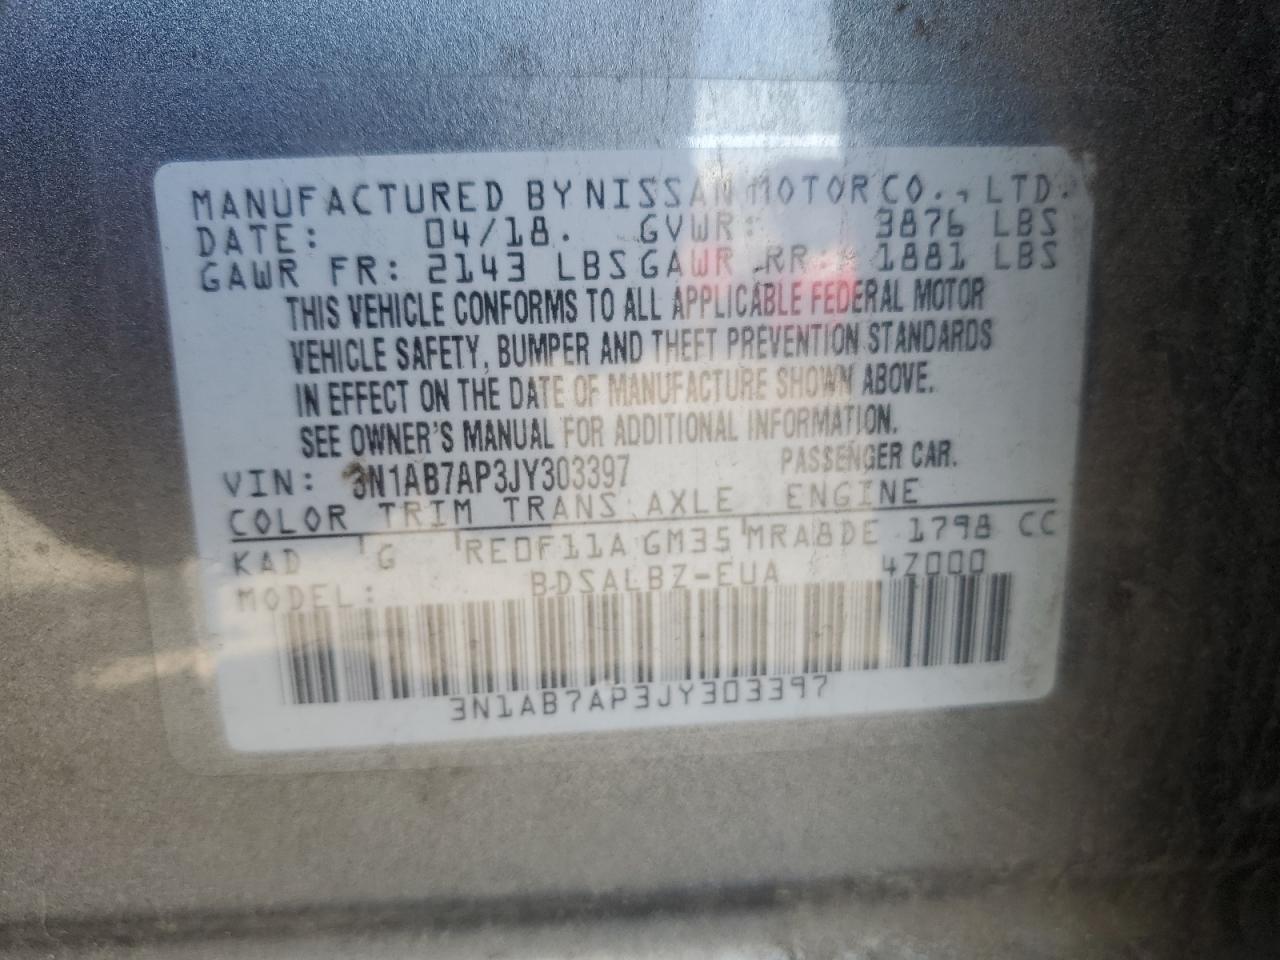 MANUFACTURED BY NISSAN MOTOR CO., LTD.
DATE: 04/18. GVWR: 3876 LBS
GAWR FR: 2143 LBS GAWR RR: 1881 LBS
THIS VEHICLE CONFORMS TO ALL APPLICABLE FEDERAL MOTOR
VEHICLE SAFETY, BUMPER AND THEFT PREVENTION STANDARDS
IN EFFECT ON THE DATE OF MANUFACTURE SHOWN ABOVE.
SEE OWNER'S MANUAL FOR ADDITIONAL INFORMATION.
VIN: 3N1AB7AP3JY303397 PASSENGER CAR.
COLOR TRIM TRANS AXLE ENGINE
KAD G RE0F11A GM35 MRA8DE 1798 CC
MODEL: BDSALBZ-EUA 47000
3N1AB7AP3JY303397